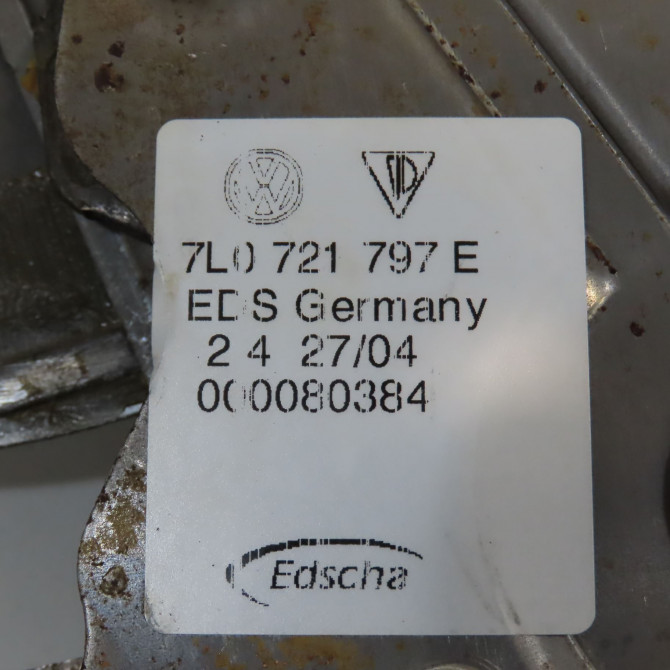 7L0 721 797 E
EDS Germany
2 4 27/04
000080384
Edscha